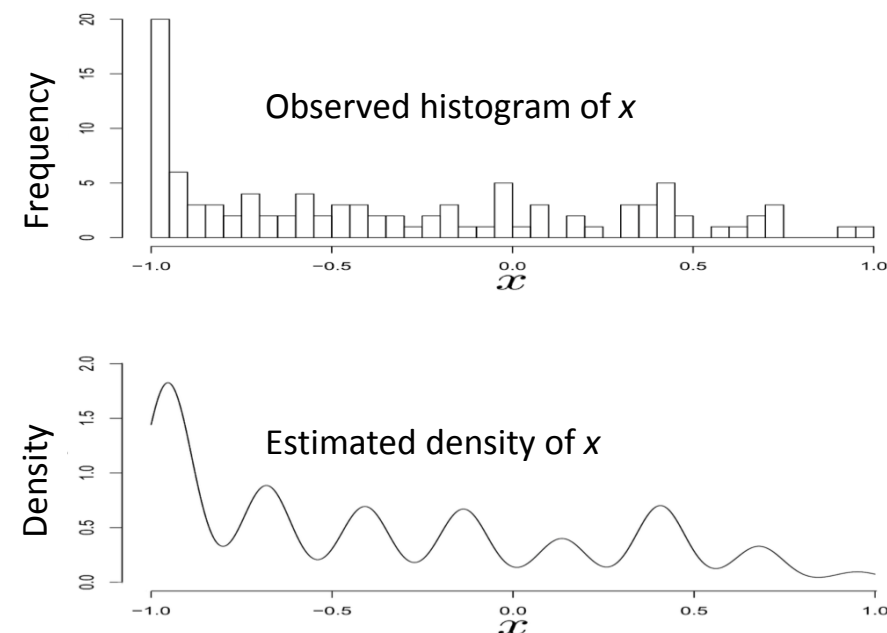 Frequency
20
15
10
5
0
Observed histogram of x
−1.0 −0.5 0.0 0.5 1.0
x
Density
2.0
1.5
1.0
0.5
0.0
Estimated density of x
−1.0 −0.5 0.0 0.5 1.0
x